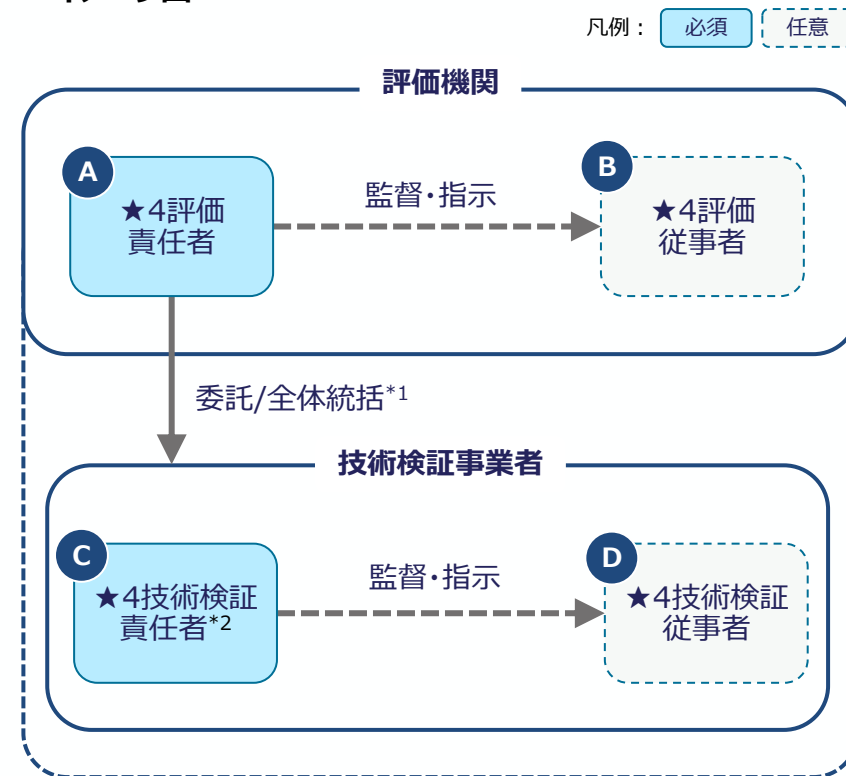 凡例： 必須 任意
評価機関
A
★4評価
責任者
監督･指示
B
★4評価
従事者
委託/全体統括*1
技術検証事業者
C
★4技術検証
責任者*2
監督･指示
D
★4技術検証
従事者